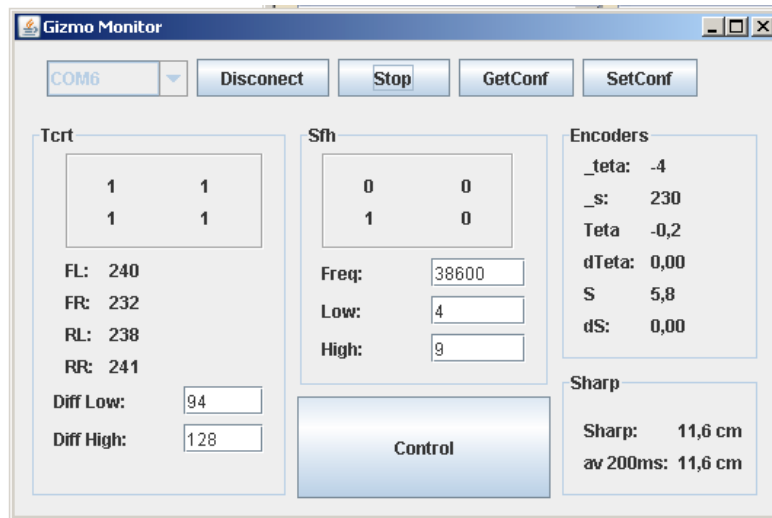 Gizmo Monitor
COM6 Disconect Stop GetConf SetConf
Tcrt
1 1
1 1
FL: 240
FR: 232
RL: 238
RR: 241
Diff Low: 94
Diff High: 128
Sfh
0 0
1 0
Freq: 38600
Low: 4
High: 9
Control
Encoders
_teta: -4
_s: 230
Teta -0,2
dTeta: 0,00
S 5,8
dS: 0,00
Sharp
Sharp: 11,6 cm
av 200ms: 11,6 cm